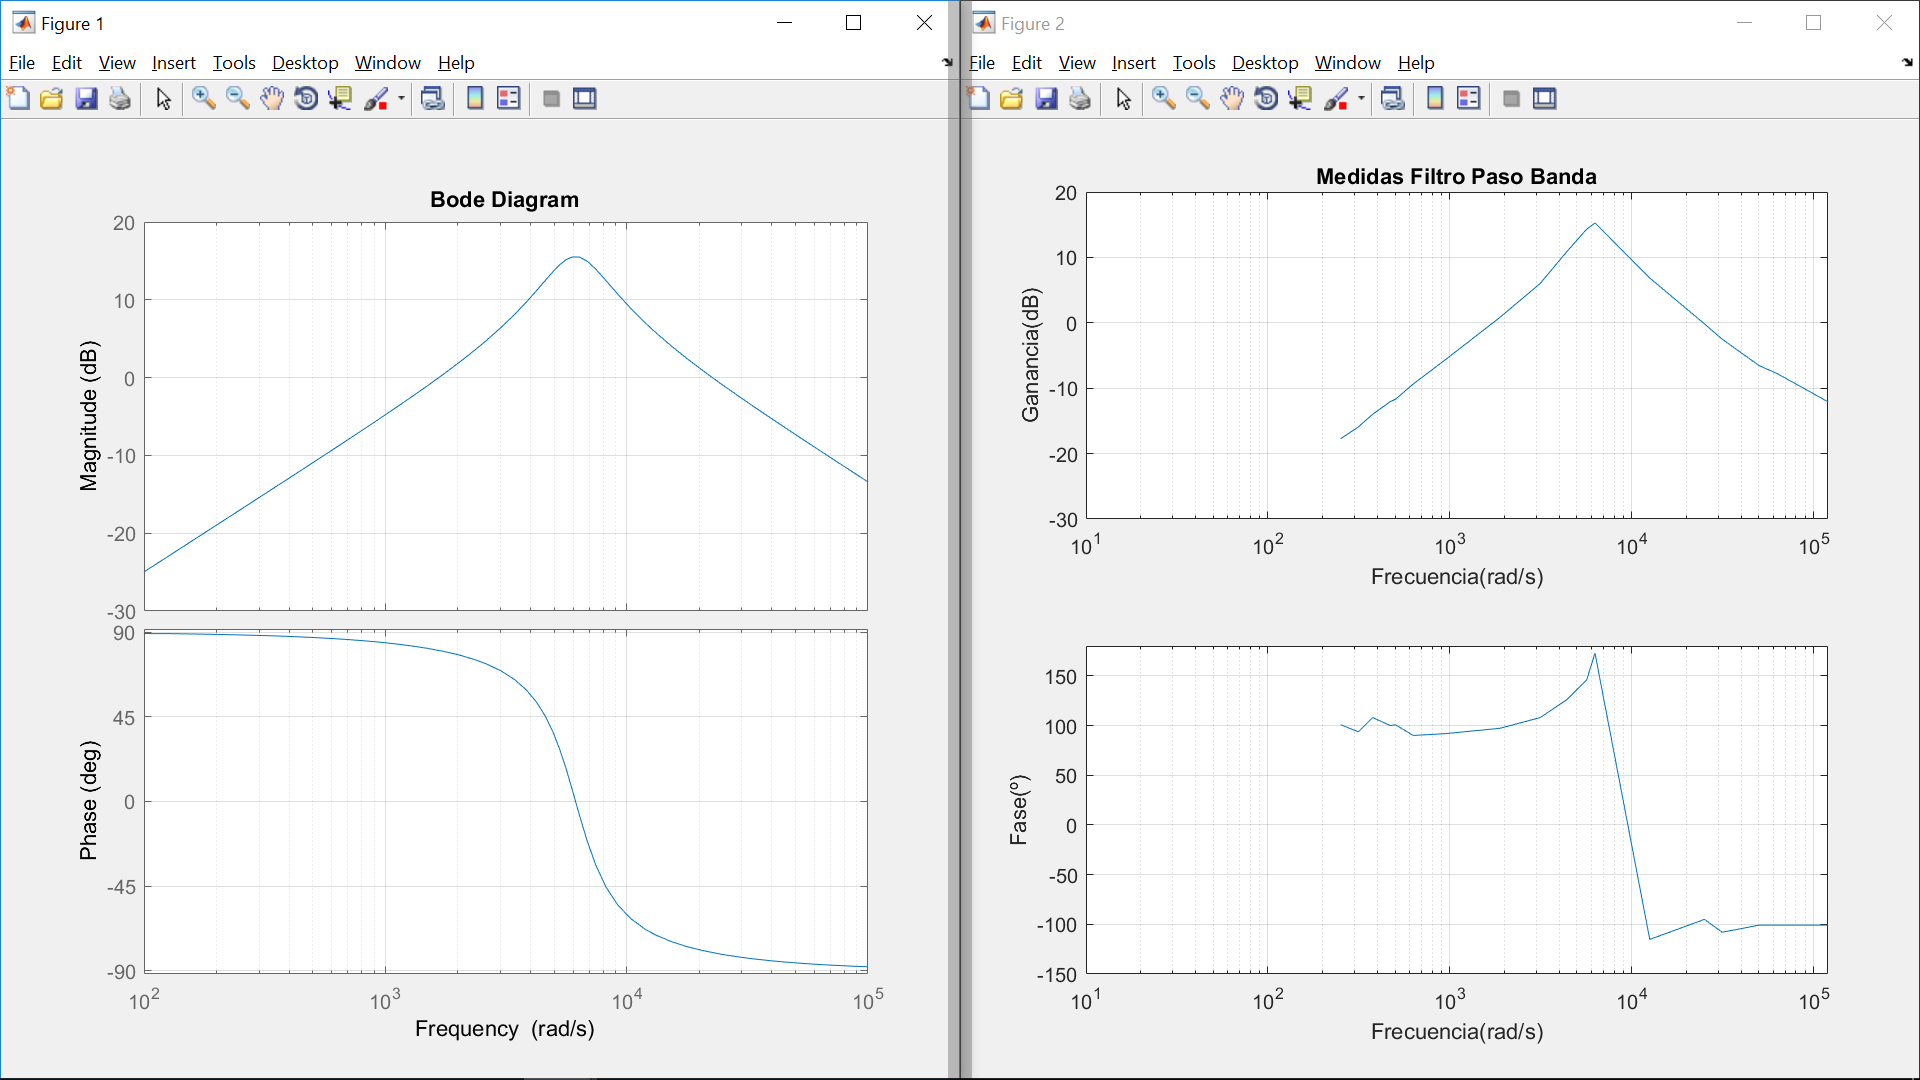 Figure 1
File Edit View Insert Tools Desktop Window Help
Bode Diagram
20
10
0
-10
-20
-30
Magnitude (dB)
90
45
0
-45
-90
Phase (deg)
10^2 10^3 10^4 10^5
Frequency (rad/s)
Figure 2
File Edit View Insert Tools Desktop Window Help
Medidas Filtro Paso Banda
20
10
0
-10
-20
-30
Ganancia(dB)
10^1 10^2 10^3 10^4 10^5
Frecuencia(rad/s)
150
100
50
0
-50
-100
-150
Fase(º)
10^1 10^2 10^3 10^4 10^5
Frecuencia(rad/s)